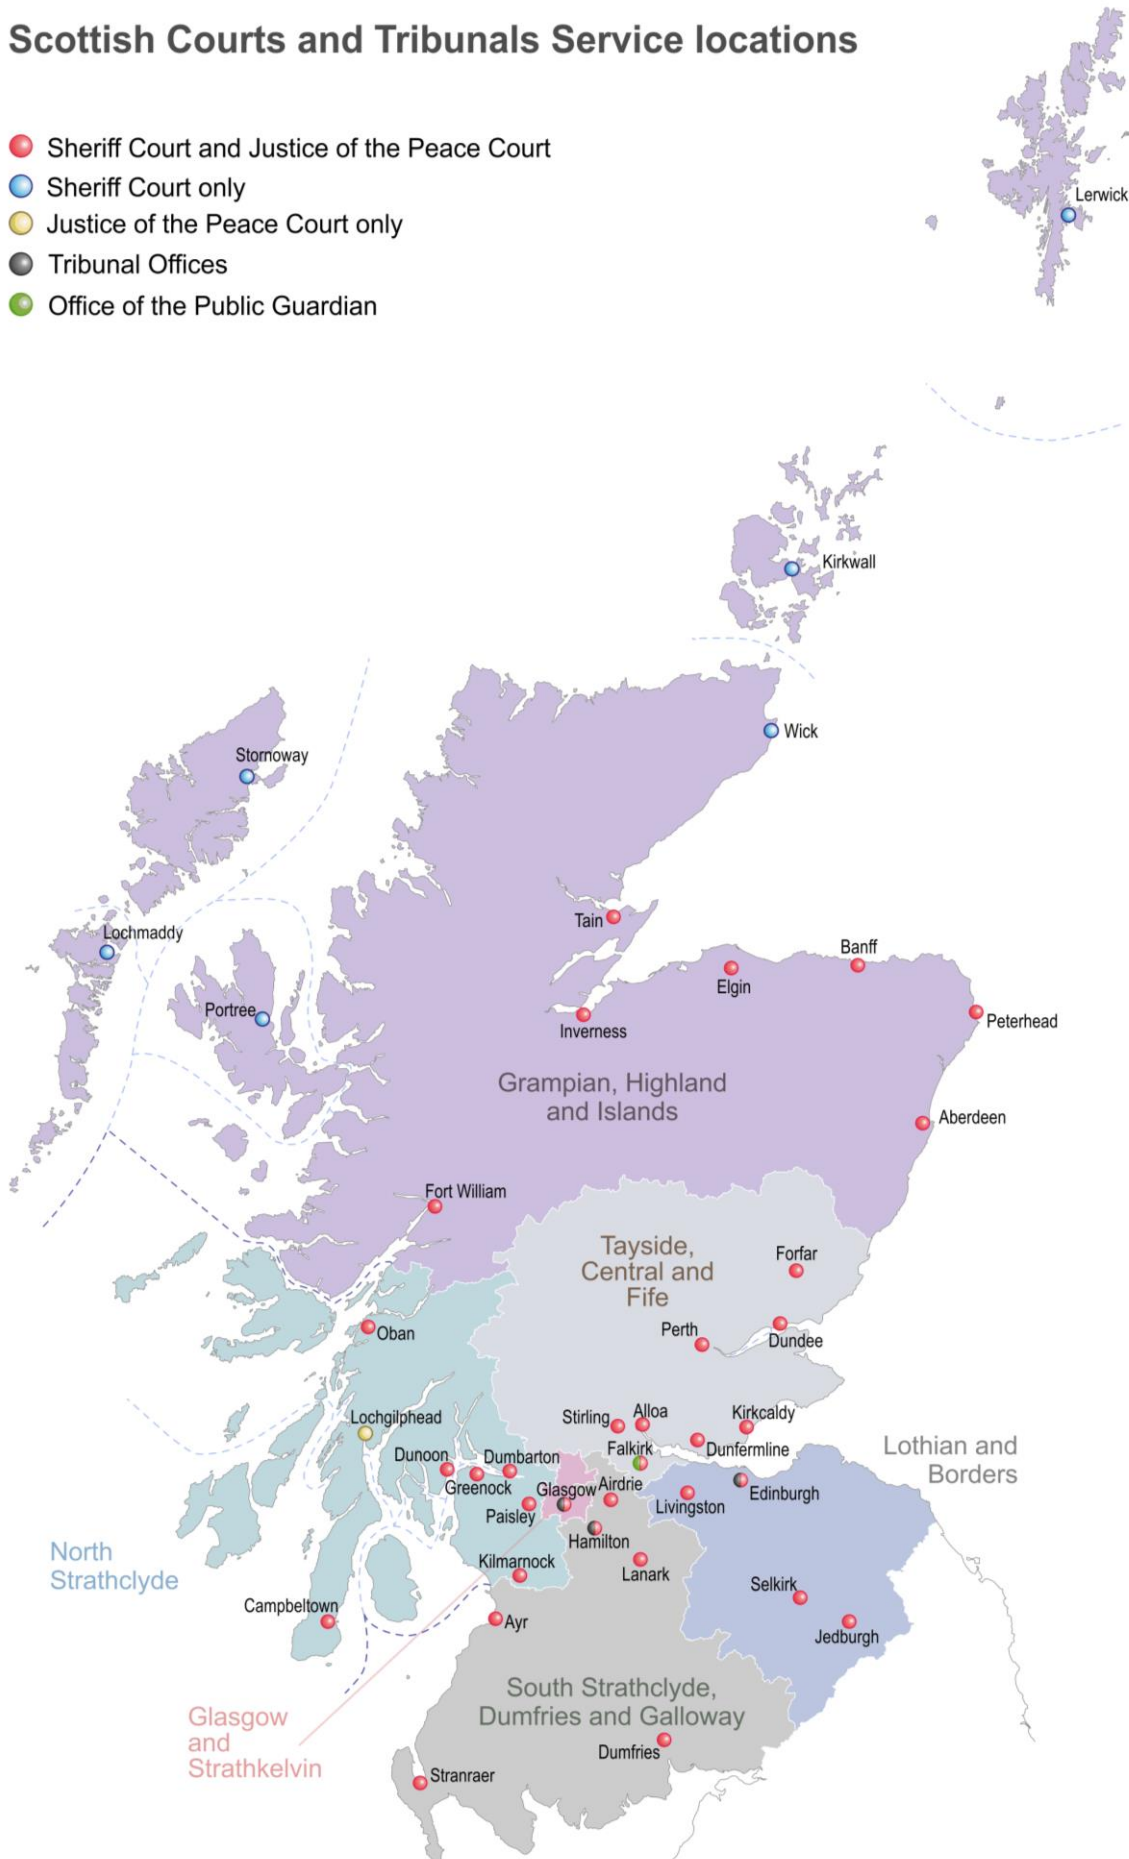 Scottish Courts and Tribunals Service locations
Sheriff Court and Justice of the Peace Court
Sheriff Court only
Justice of the Peace Court only
Tribunal Offices
Office of the Public Guardian
Lerwick
Kirkwall
Wick
Stornoway
Lochmaddy
Tain
Banff
Elgin
Portree
Inverness
Peterhead
Grampian, Highland
and Islands
Aberdeen
Fort William
Tayside,
Central and
Fife
Forfar
Oban
Perth
Dundee
Lochgilphead
Stirling
Alloa
Kirkcaldy
Dunfermline
Falkirk
Lothian and
Borders
Dunoon
Dumbarton
Greenock
Glasgow
Airdrie
Livingston
Edinburgh
Paisley
Hamilton
North
Strathclyde
Kilmarnock
Lanark
Selkirk
Campbeltown
Ayr
Jedburgh
South Strathclyde,
Dumfries and Galloway
Glasgow
and
Strathkelvin
Dumfries
Stranraer